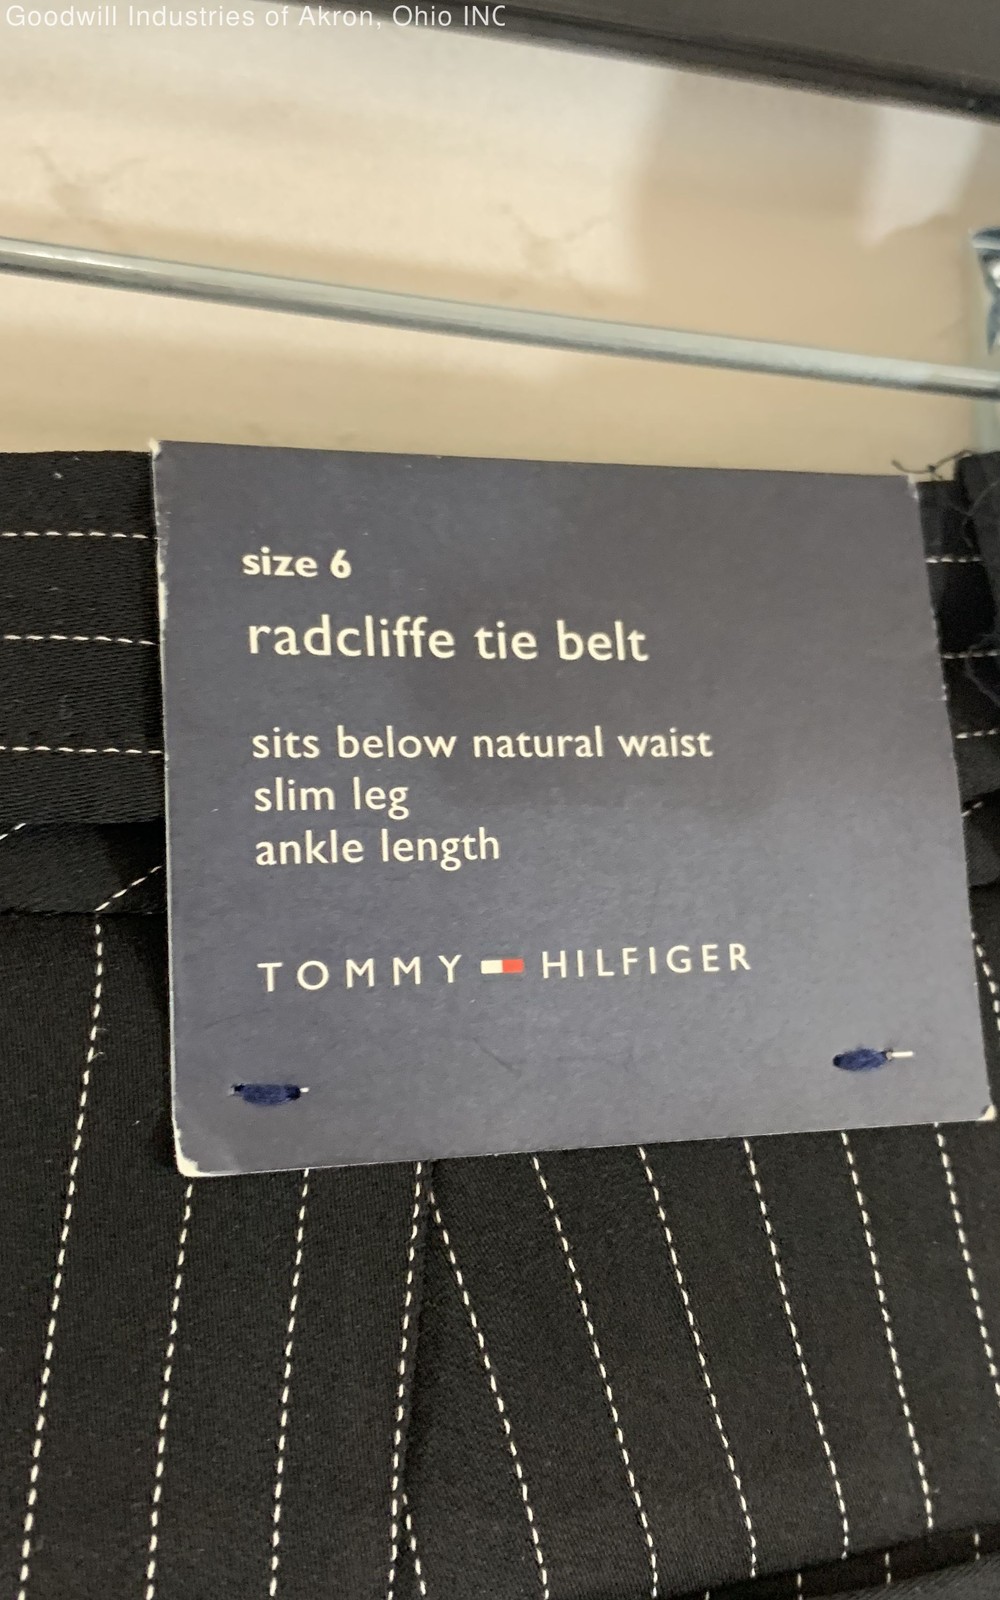 Goodwill Industries of Akron, Ohio INC
size 6
radcliffe tie belt
sits below natural waist
slim leg
ankle length
TOMMY HILFIGER